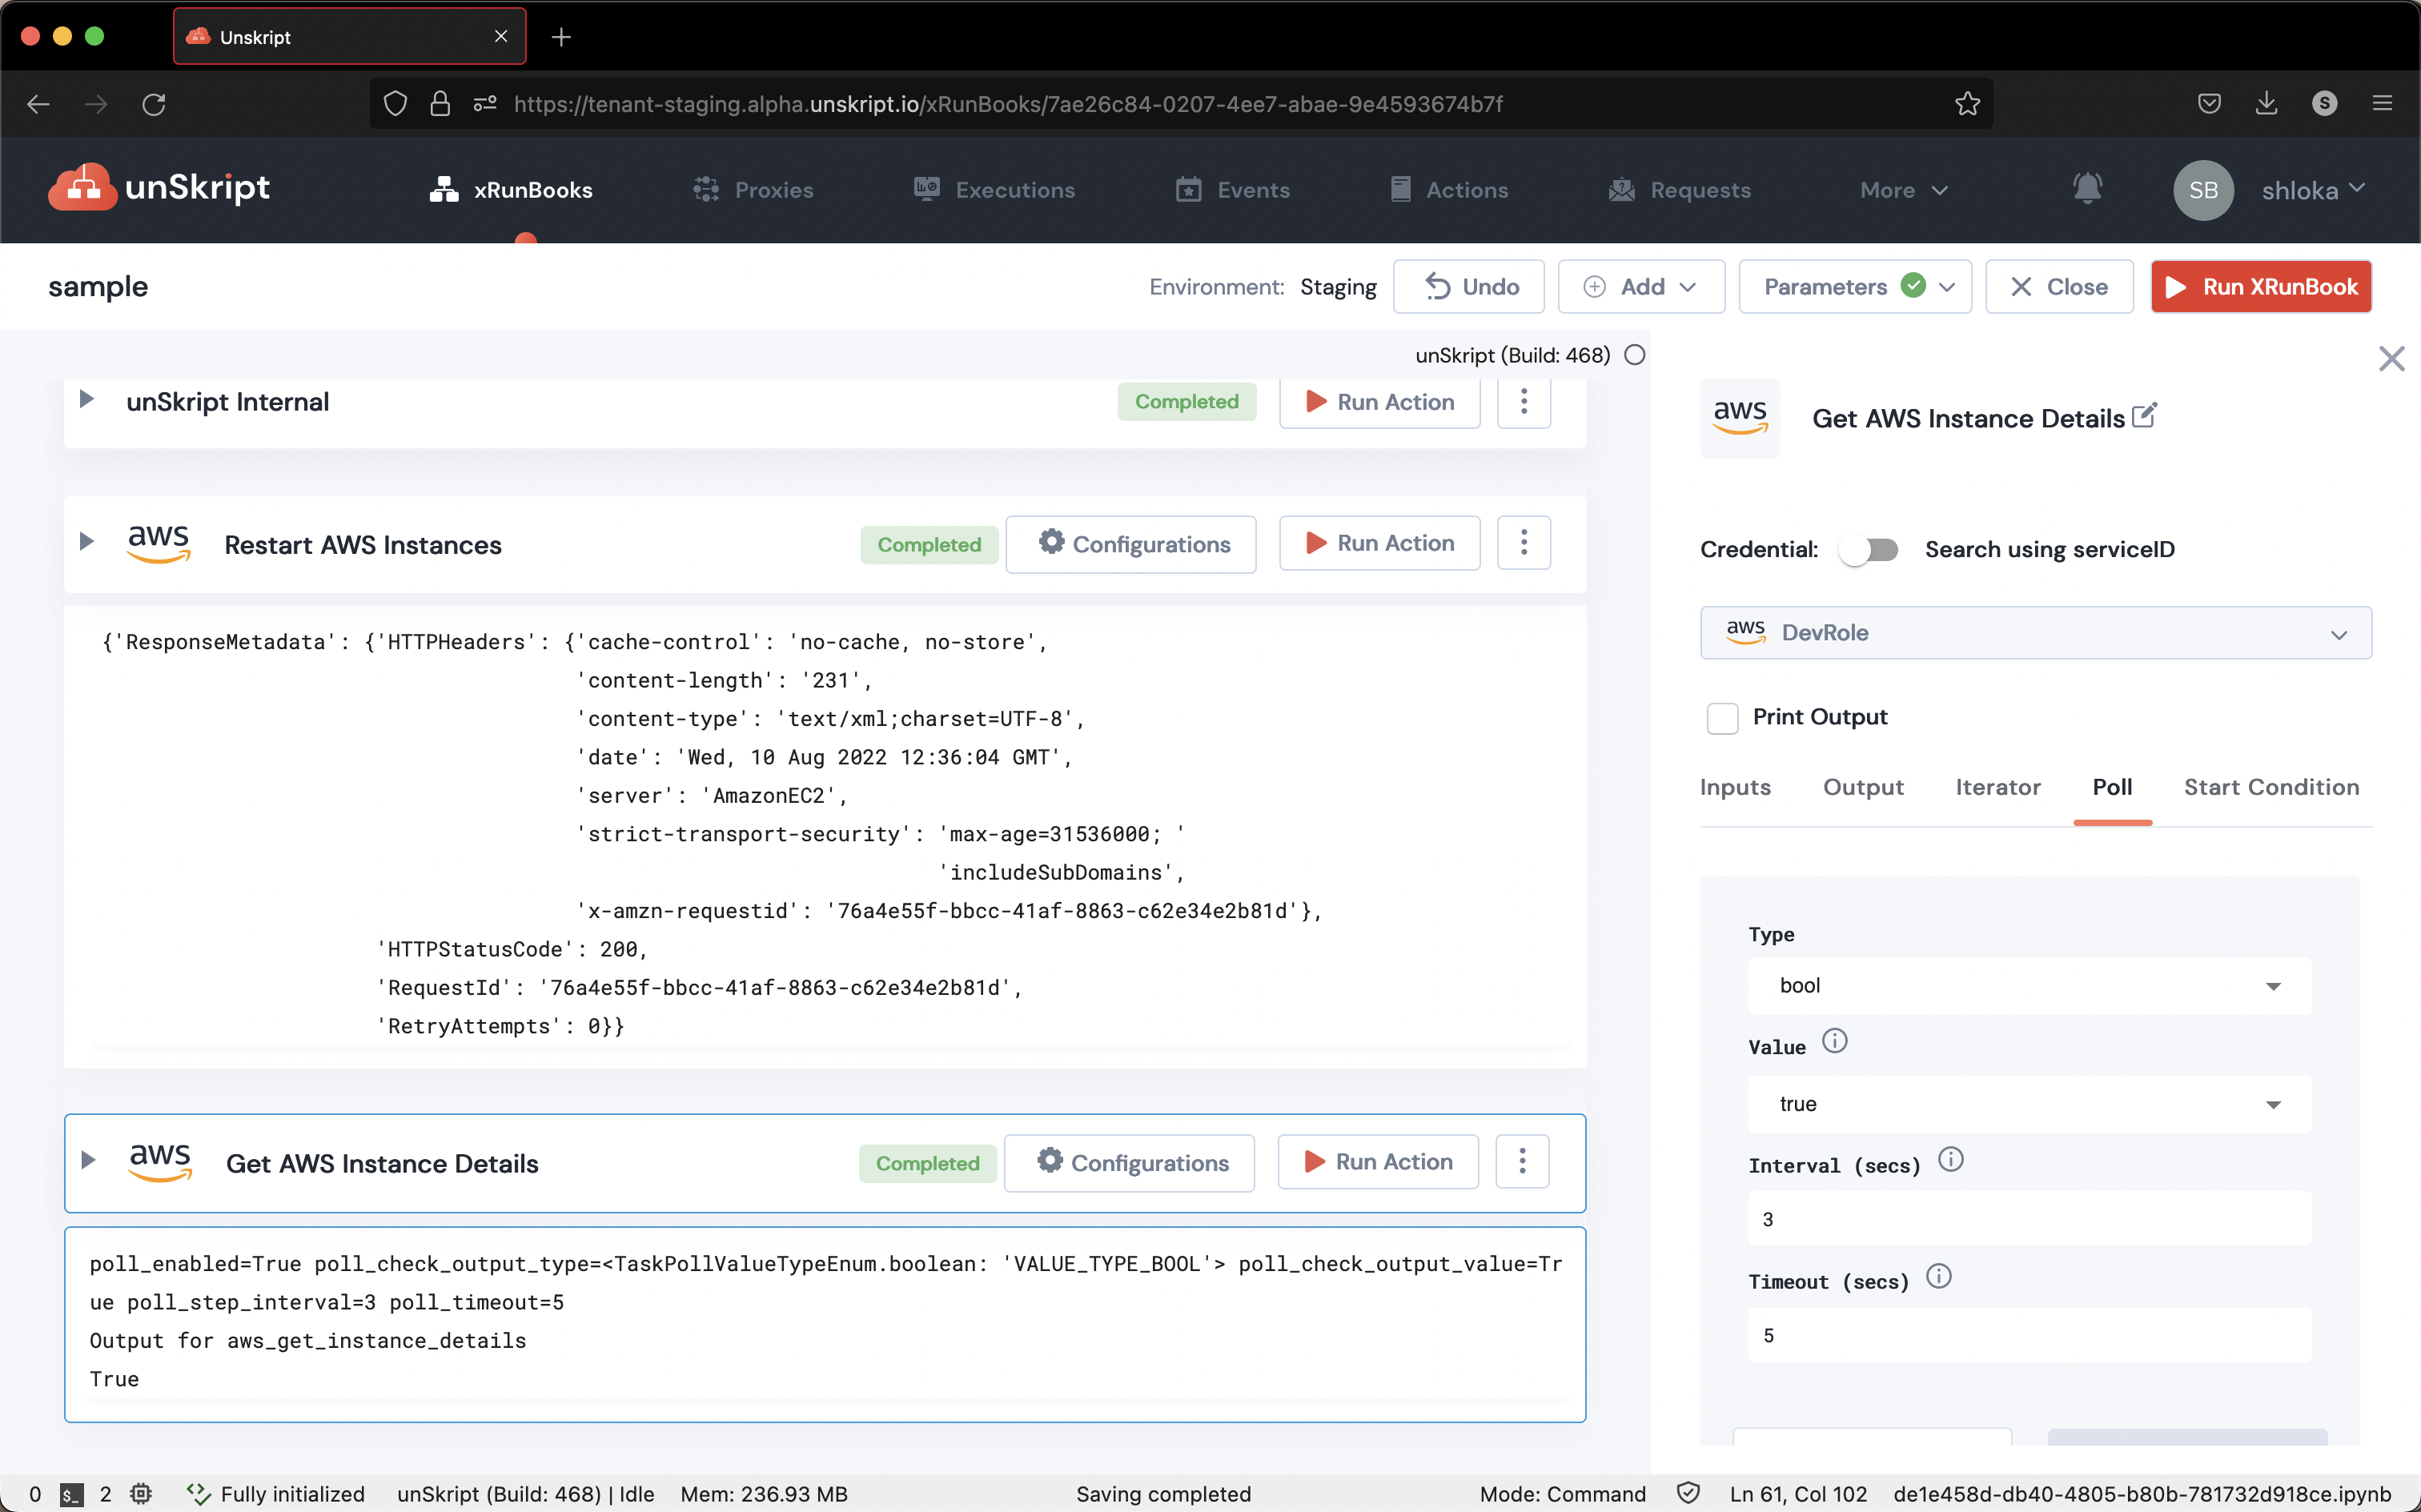 Unskript
https://tenant-staging.alpha.unskript.io/xRunBooks/7ae26c84-0207-4ee7-abae-9e4593674b7f
S
unSkript
xRunBooks
Proxies
Executions
Events
Actions
Requests
More
SB
shloka
sample
Environment: Staging
Undo
Add
Parameters
Close
Run XRunBook
unSkript (Build: 468)
unSkript Internal
Completed
Run Action
aws
Restart AWS Instances
Completed
Configurations
Run Action
{'ResponseMetadata': {'HTTPHeaders': {'cache-control': 'no-cache, no-store',
'content-length': '231',
'content-type': 'text/xml;charset=UTF-8',
'date': 'Wed, 10 Aug 2022 12:36:04 GMT',
'server': 'AmazonEC2',
'strict-transport-security': 'max-age=31536000; '
'includeSubDomains',
'x-amzn-requestid': '76a4e55f-bbcc-41af-8863-c62e34e2b81d'},
'HTTPStatusCode': 200,
'RequestId': '76a4e55f-bbcc-41af-8863-c62e34e2b81d',
'RetryAttempts': 0}}
aws
Get AWS Instance Details
Completed
Configurations
Run Action
poll_enabled=True poll_check_output_type=<TaskPollValueTypeEnum.boolean: 'VALUE_TYPE_BOOL'> poll_check_output_value=Tr
ue poll_step_interval=3 poll_timeout=5
Output for aws_get_instance_details
True
aws
Get AWS Instance Details
Credential:
Search using serviceID
aws DevRole
Print Output
Inputs
Output
Iterator
Poll
Start Condition
Type
bool
Value
true
Interval (secs)
3
Timeout (secs)
5
0
$_
2
Fully initialized
unSkript (Build: 468) | Idle
Mem: 236.93 MB
Saving completed
Mode: Command
Ln 61, Col 102
de1e458d-db40-4805-b80b-781732d918ce.ipynb